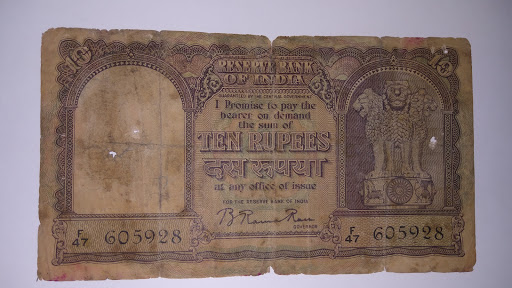 10
10
RESERVE BANK
OF INDIA
GUARANTEED BY THE CENTRAL GOVERNMENT
I Promise to pay the
bearer on demand
the sum of
TEN RUPEES
दस रूपया
at any office of issue
FOR THE RESERVE BANK OF INDIA
B. Rama Rau
GOVERNOR
F/47 605928
F/47 605928